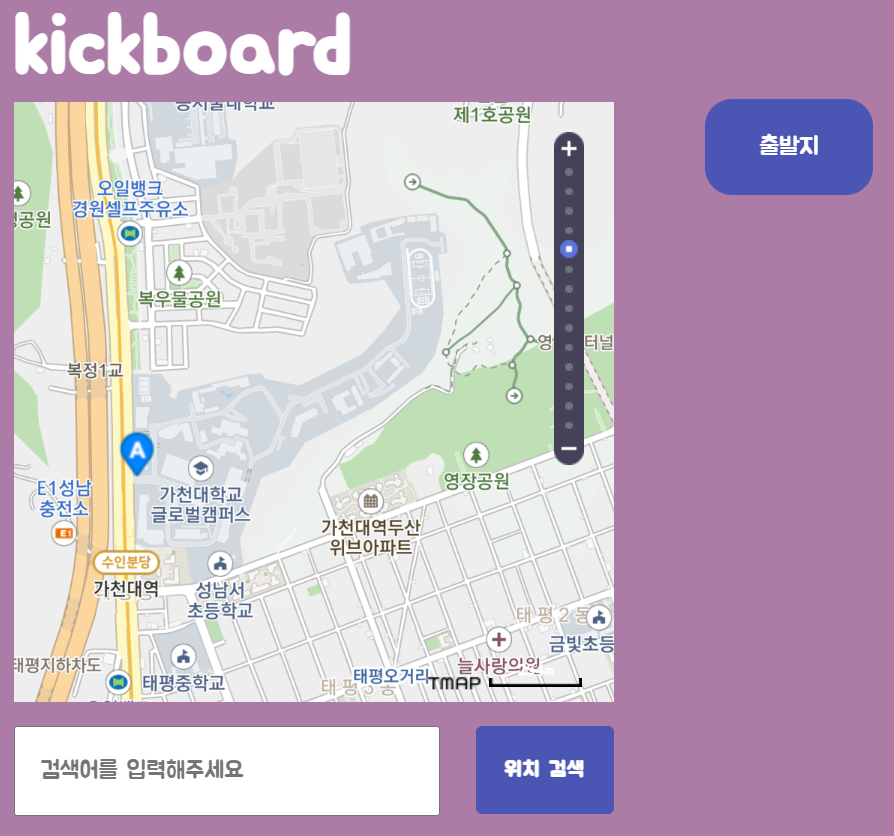 kickboard
제1호공원
출발지
오일뱅크
경원셀프주유소
공원
복우물공원
터널
복정1교
A
E1성남
충전소
E1
가천대학교
글로벌캠퍼스
영장공원
가천대역두산
위브아파트
수인분당
가천대역
성남서
초등학교
태평2동
금빛초등
늘사랑의원
태평지하차도
태평중학교
태평오거리
태평3동
TMAP
검색어를 입력해주세요
위치 검색